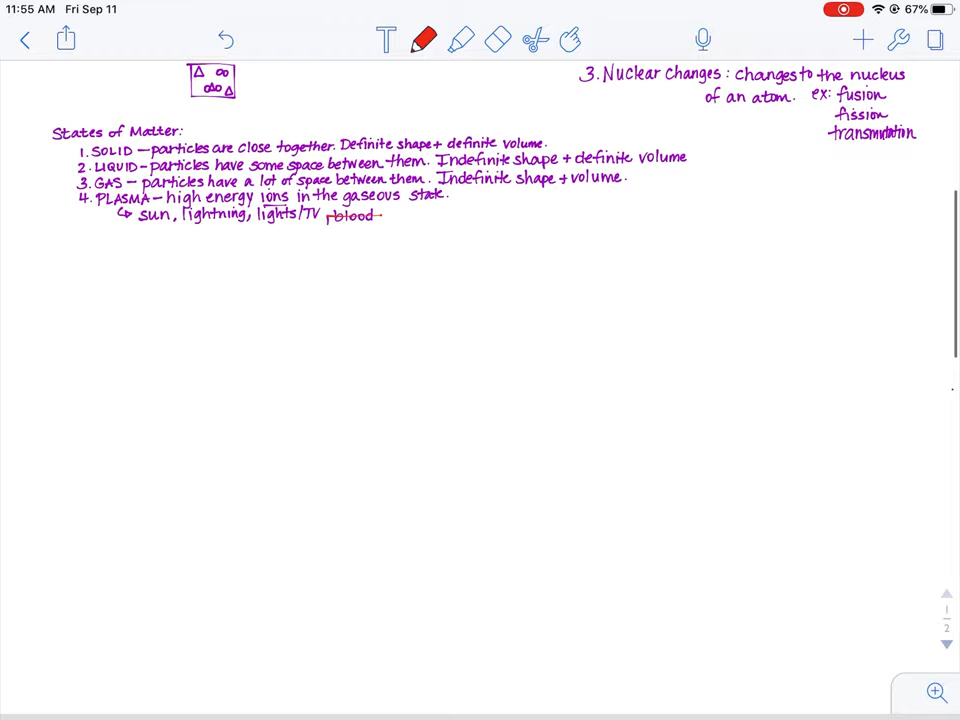 11:55 AM Fri Sep 11
67%
T
3. Nuclear Changes: changes to the nucleus
of an atom. ex: fusion
fission
transmutation
States of Matter:
1. SOLID — particles are close together. Definite shape + definite volume.
2. LIQUID — particles have some space between them. Indefinite shape + definite volume
3. GAS — particles have a lot of space between them. Indefinite shape + volume.
4. PLASMA — high energy ions in the gaseous state.
↳ sun, lightning, lights/TV, blood
1
2